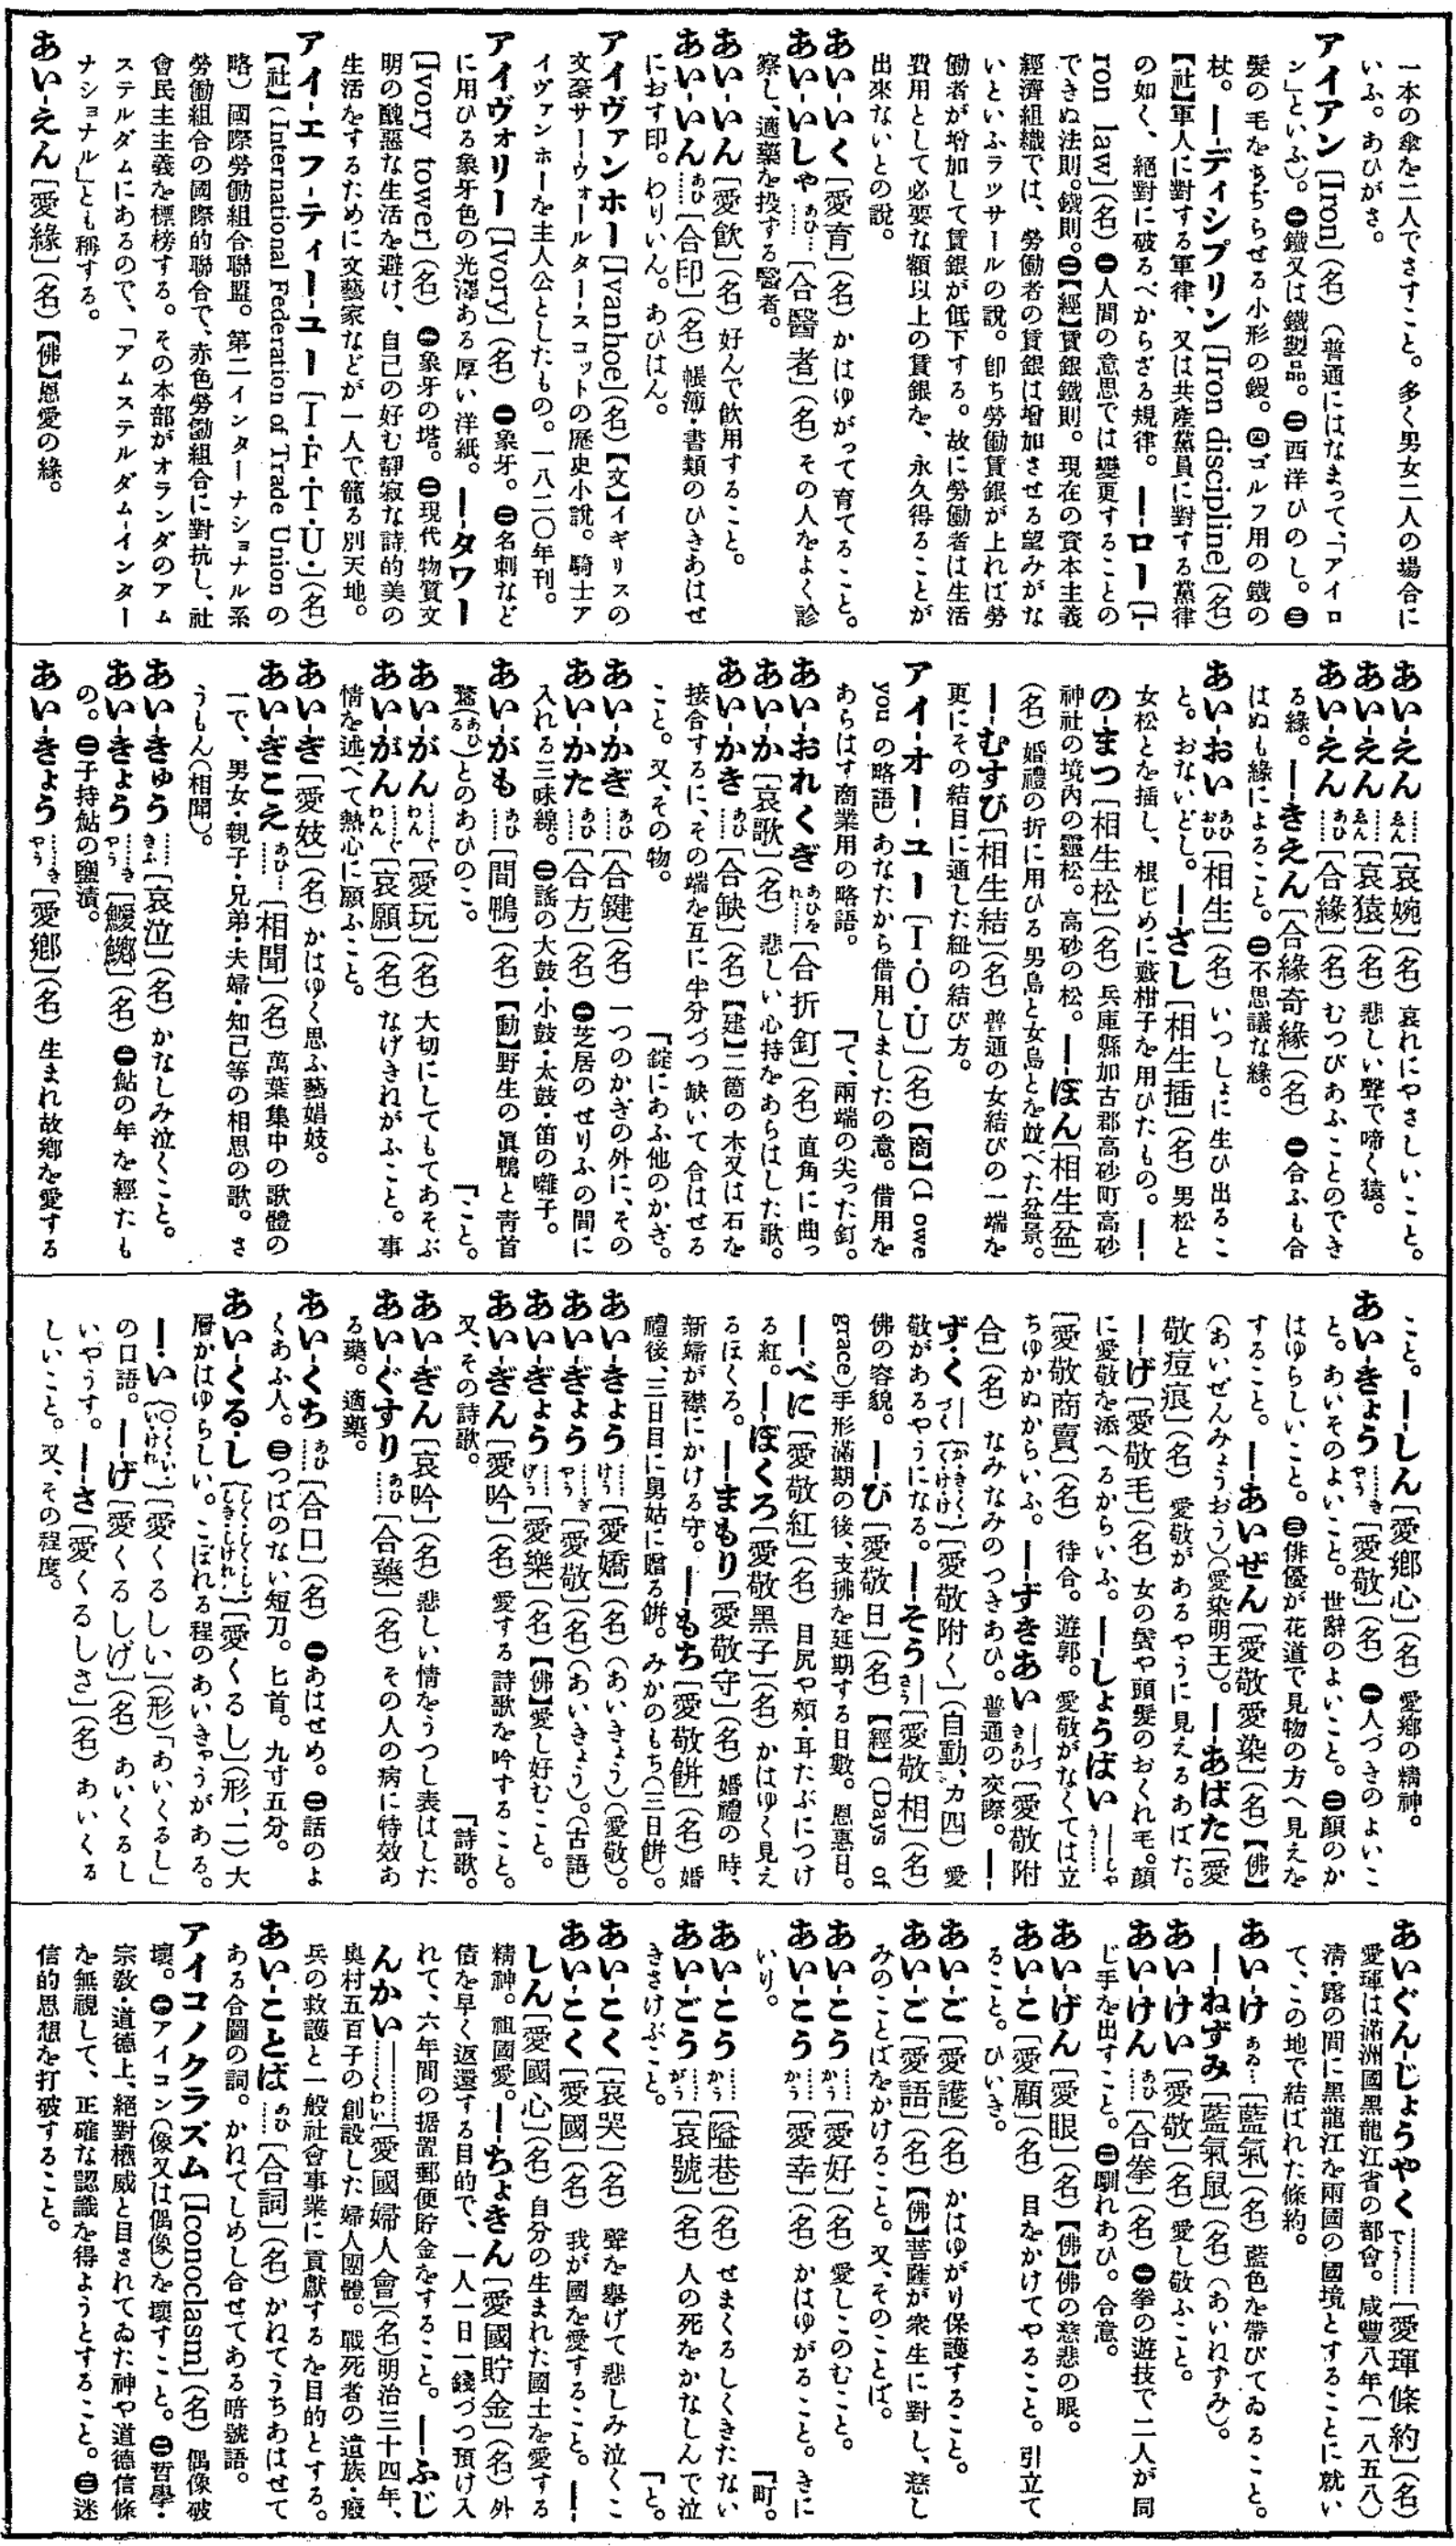 一本の傘を二人でさすこと。多く男女二人の場合に
いふ。あひがさ。
アイアン [Iron](名)(普通にはなまって、「アイロ
ン」といふ)。㊀鐵又は鐵製品。㊁西洋ひのし。㊂
髮の毛をちぢらせる小形の鏝。㊃ゴルフ用の鐵の
杖。━ディシプリン [Iron discipline](名)
【社】軍人に對する軍律、又は共産黨員に對する黨律
の如く、絕對に破るべからざる規律。━ロー [I-
ron law](名)㊀人間の意思では變更することの
できぬ法則。鐵則。㊁【經】賃銀鐵則。現在の資本主義
經濟組織では、勞働者の賃銀は增加させる望みがな
いといふラッサールの說。卽ち勞働賃銀が上れば勞
働者が增加して賃銀が低下する。故に勞働者は生活
費用として必要な額以上の賃銀を、永久得ることが
出來ないとの說。
あい-いく [愛育](名)かはゆがって育てること。
あい-いしゃ あひ… [合醫者](名)その人をよく診
察し、適藥を投ずる醫者。
あい-いん [愛飮](名)好んで飮用すること。
あい-いん あひ…… [合印](名)帳簿・書類のひきあはせ
におす印。わりいん。あひはん。
アイヴァンホー [Ivanhoe](名)【文】イギリスの
文豪サー-ウォールター-スコットの歷史小說。騎士ア
イヴァンホーを主人公としたもの。一八二〇年刊。
アイヴォリー [Ivory](名)㊀象牙。㊁名刺など
に用ひる象牙色の光澤ある厚い洋紙。━タワー
[Ivory tower](名)㊀象牙の塔。㊁現代物質文
明の醜惡な生活を避け、自己の好む靜寂な詩的美の
生活をするために文藝家などが一人で籠る別天地。
アイ-エフ-ティー-ユー [I・F・T・U・](名)
【社】(International Federation of Trade Union の
略)國際勞働組合聯盟。第二インターナショナル系
勞働組合の國際的聯合で、赤色勞働組合に對抗し、社
會民主主義を標榜する。その本部がオランダのアム
ステルダムにあるので、「アムステルダム-インター
ナショナル」とも稱する。
あい-えん [愛緣](名)【佛】恩愛の緣。
あい-えん ……ゑん [哀婉](名)哀れにやさしいこと。
あい-えん ……ゑん [哀猿](名)悲しい聲で啼く猿。
あい-えん あひ…… [合緣](名)むつびあふことのでき
る緣。━きえん [合緣奇緣](名)㊀合ふも合
はぬも緣によること。㊁不思議な緣。
あい-おい あひおひ [相生](名)いつしょに生ひ出るこ
と。おないどし。━ざし [相生插](名)男松と
女松とを插し、根じめに藪柑子を用ひたもの。━
のまつ [相生松](名)兵庫縣加古郡高砂町高砂
神社の境內の靈松。高砂の松。━ぼん [相生盆]
(名)婚禮の折に用ひる男島と女島とを竝べた盆景。
━むすび [相生結](名)普通の女結びの一端を
更にその結目に通した紐の結び方。
アイ-オー-ユー [I・O・U](名)【商】(I owe
you の略語)あなたから借用しましたの意。借用を
あらはす商業用の略語。「て、兩端の尖った釘。
あい-おれくぎ あひをれ…… [合折釘](名)直角に曲っ
あい-か [哀歌](名)悲しい心持をあらはした歌。
あい-かき あひ…… [合缺](名)【建】二箇の木又は石を
接合するに、その端を互に半分づつ缺いて合はせる
こと。又、その物。「錠にあふ他のかぎ。
あい-かぎ あひ…… [合鍵](名)一つのかぎの外に、その
あい-かた あひ…… [合方](名)㊀芝居のせりふの間に
入れる三味線。㊁謠の大鼓・小鼓・太鼓・笛の囃子。
あい-がも あひ…… [間鴨](名)【動】野生の眞鴨と靑首
鶩(あひる)とのあひのこ。「こと。
あい-がん ……ぐわん [愛玩](名)大切にしてもてあそぶ
あい-がん ……ぐわん [哀願](名)なげきねがふこと。事
情を述べて熱心に願ふこと。
あい-ぎ [愛妓](名)かはゆく思ふ藝娼妓。
あい-ぎこえ あひ… [相聞](名)萬葉集中の歌體の
一で、男女・親子・兄弟・夫婦・知己等の相思の歌。さ
うもん(相聞)。
あい-きゅう ……きふ [哀泣](名)かなしみ泣くこと。
あい-きょう ……きやう [鰀鱜](名)㊀鮎の年を經たも
の。㊁子持鮎の鹽漬。
あい-きょう ……きやう [愛鄕](名)生まれ故鄕を愛する
こと。━しん [愛鄕心](名)愛鄕の精神。
あい-きょう ……きやう [愛敬](名)㊀人づきのよいこ
と。あいそのよいこと。世辭のよいこと。㊁顏のか
はゆらしいこと。㊂俳優が花道で見物の方へ見えを
すること。━あいぜん [愛敬愛染](名)【佛】
(あいぜんみょうおう)(愛染明王)。━あばた [愛
敬痘痕](名)愛敬があるやうに見えるあばた。
━げ [愛敬毛](名)女の鬢や頭髮のおくれ毛。顏
に愛敬を添へるからいふ。━しょうばい ━しゃう……
[愛敬商賣](名)待合。遊郭。愛敬がなくては立
ちゆかぬからいふ。━ずきあい ━づきあひ [愛敬附
合](名)なみなみのつきあひ。普通の交際。━
ず・く ━づく(か・き・く・く・け・け) [愛敬附く](自動、カ四)愛
敬があるやうになる。━そう ━さう [愛敬相](名)
佛の容貌。━び [愛敬日](名)【經】(Days of
grace)手形滿期の後、支拂を延期する日數。恩惠日。
━べに [愛敬紅](名)目尻や頰・耳たぶにつけ
る紅。━ぼくろ [愛敬黑子](名)かはゆく見え
るほくろ。━まもり [愛敬守](名)婚禮の時、
新婦が襟にかける守。━もち [愛敬餠](名)婚
禮後、三日目に舅姑に贈る餠。みかのもち(三日餠)。
あい-きょう ……けう [愛嬌](名)(あいきょう)(愛敬)。
あい-ぎょう ……ぎやう [愛敬](名)(あいきょう)。(古語)
あい-ぎょう ……げう [愛樂](名)【佛】愛し好むこと。
あい-ぎん [愛吟](名)愛する詩歌を吟ずること。
又、その詩歌。「詩歌。
あい-ぎん [哀吟](名)悲しい情をうつし表はした
あい-ぐすり あひ…… [合藥](名)その人の病に特效あ
る藥。適藥。
あい-くち あひ…… [合口](名)㊀あはせめ。㊁話のよ
くあふ人。㊂つばのない短刀。匕首。九寸五分。
あい-くるし [愛くるし](形、二)大
層かはゆらしい。こぼれる程のあいきゃうがある。
━・い [愛くるしい](形)「あいくるし」
の口語。━げ [愛くるしげ](名)あいくるし
いやうす。━さ [愛くるしさ](名)あいくる
しいこと。又、その程度。
あいぐん-じょうやく ………でうやく [愛琿條約](名)
愛琿は滿洲國黑龍江省の都會。咸豐八年(一八五八)
淸・露の間に黑龍江を兩國の國境とすることに就い
て、この地で結ばれた條約。
あい-け あゐ… [藍氣](名)藍色を帶びてゐること。
━ねずみ [藍氣鼠](名)(あいねずみ)。
あい-けい [愛敬](名)愛し敬ふこと。
あい-けん あひ…… [合拳](名)㊀拳の遊技で二人が同
じ手を出すこと。㊁馴れあひ。合意。
あい-げん [愛眼](名)【佛】佛の慈悲の眼。
あい-こ [愛顧](名)目をかけてやること。引立て
ること。ひいき。
あい-ご [愛護](名)かはゆがり保護すること。
あい-ご [愛語](名)【佛】菩薩が衆生に對し、慈し
みのことばをかけること。又、そのことば。
あい-こう ……かう [愛好](名)愛しこのむこと。
あい-こう ……かう [愛幸](名)かはゆがること。きに
いり。「町。
あい-こう ……かう [隘巷](名)せまくるしくきたない
あい-ごう ……がう [哀號](名)人の死をかなしんで泣
きさけぶこと。「と。
あい-こく [哀哭](名)聲を擧げて悲しみ泣くこ
あい-こく [愛國](名)我が國を愛すること。━
しん [愛國心](名)自分の生まれた國土を愛する
精神。祖國愛。━ちょきん [愛國貯金](名)外
債を早く返還する目的で、一人一日一錢づつ預け入
れて、六年間の据置郵便貯金をすること。━ふじ
んかい ━……くわい [愛國婦人會](名)明治三十四年、
奧村五百子の創設した婦人團體。戰死者の遺族・癈
兵の救護と一般社會事業に貢獻するを目的とする。
あい-ことば あひ…… [合詞](名)かねてうちあはせて
ある合圖の詞。かねてしめし合せてある暗號語。
アイコノクラズム [Iconoclasm](名)偶像破
壞。㊀アイコン(像又は偶像)を壞すこと。㊁哲學・
宗敎・道德上、絕對權威と目されてゐた神や道德信條
を無視して、正確な認識を得ようとすること。㊂迷
信的思想を打破すること。